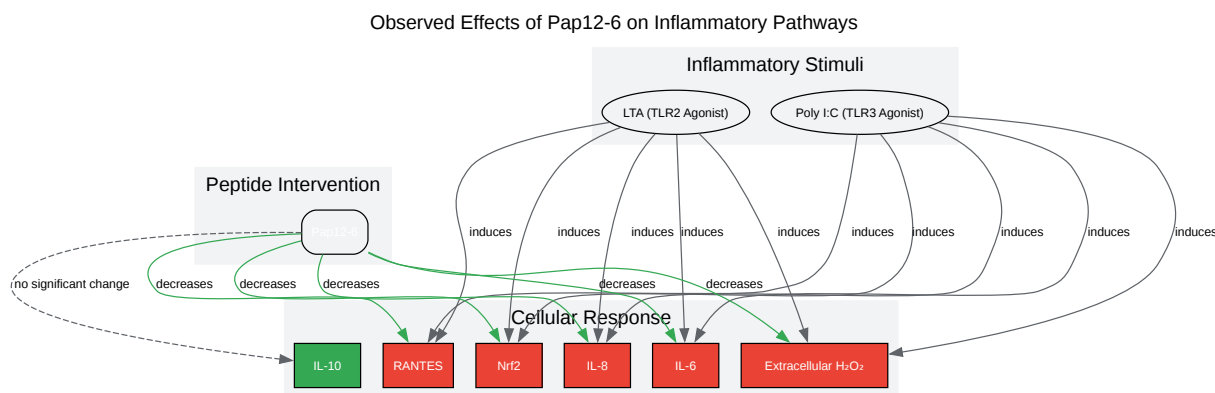 Observed Effects of Pap12-6 on Inflammatory Pathways
Inflammatory Stimuli
LTA (TLR2 Agonist)
Poly I:C (TLR3 Agonist)
Peptide Intervention
Pap12-6
induces
induces
induces
induces
induces
induces
induces
induces
induces
induces
no significant change
decreases
decreases
decreases
decreases
decreases
Cellular Response
IL-10
RANTES
Nrf2
IL-8
IL-6
Extracellular H₂O₂